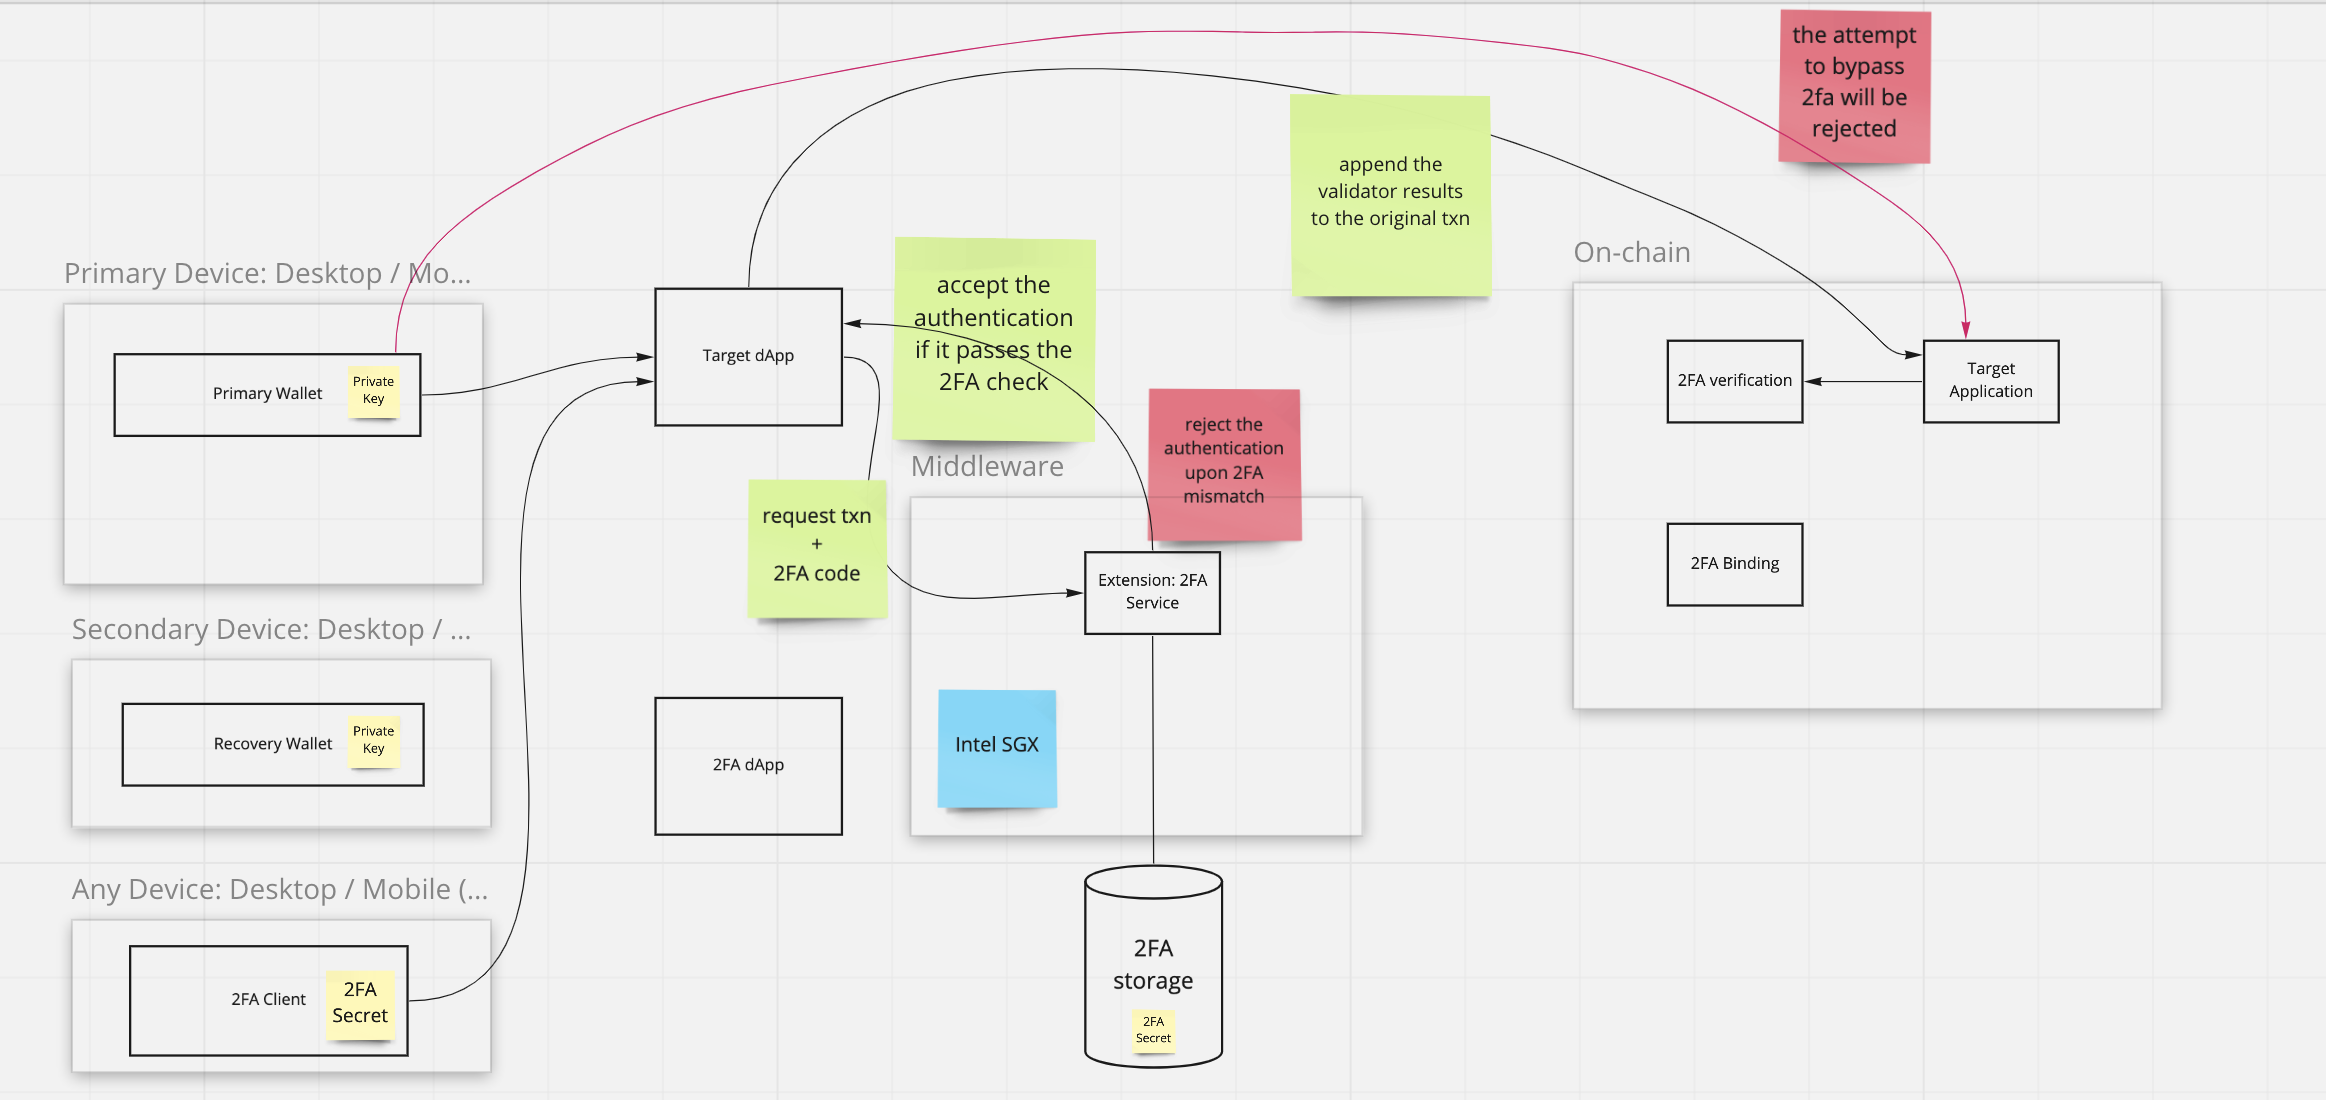 the attempt
to bypass
2fa will be
rejected
append the
validator results
to the original txn
On-chain
Primary Device: Desktop / Mo...
accept the
authentication
if it passes the
2FA check
Primary Wallet
Private
Key
Target dApp
2FA verification
Target
Application
reject the
authentication
upon 2FA
mismatch
Middleware
request txn
+
2FA code
Extension: 2FA
Service
2FA Binding
Secondary Device: Desktop / ...
Recovery Wallet
Private
Key
2FA dApp
Intel SGX
Any Device: Desktop / Mobile (...
2FA Client
2FA
Secret
2FA
storage
2FA
Secret